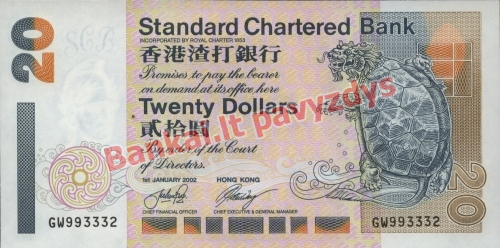 20
Standard Chartered Bank
INCORPORATED BY ROYAL CHARTER 1853
香港渣打銀行
Promises to pay the bearer
on demand at its office here
Twenty Dollars
貳拾圓
By order of the Court
of Directors.
1st JANUARY 2002 HONG KONG
CHIEF FINANCIAL OFFICER CHIEF EXECUTIVE & GENERAL MANAGER
GW993332
GW993332
20
pavyzdys